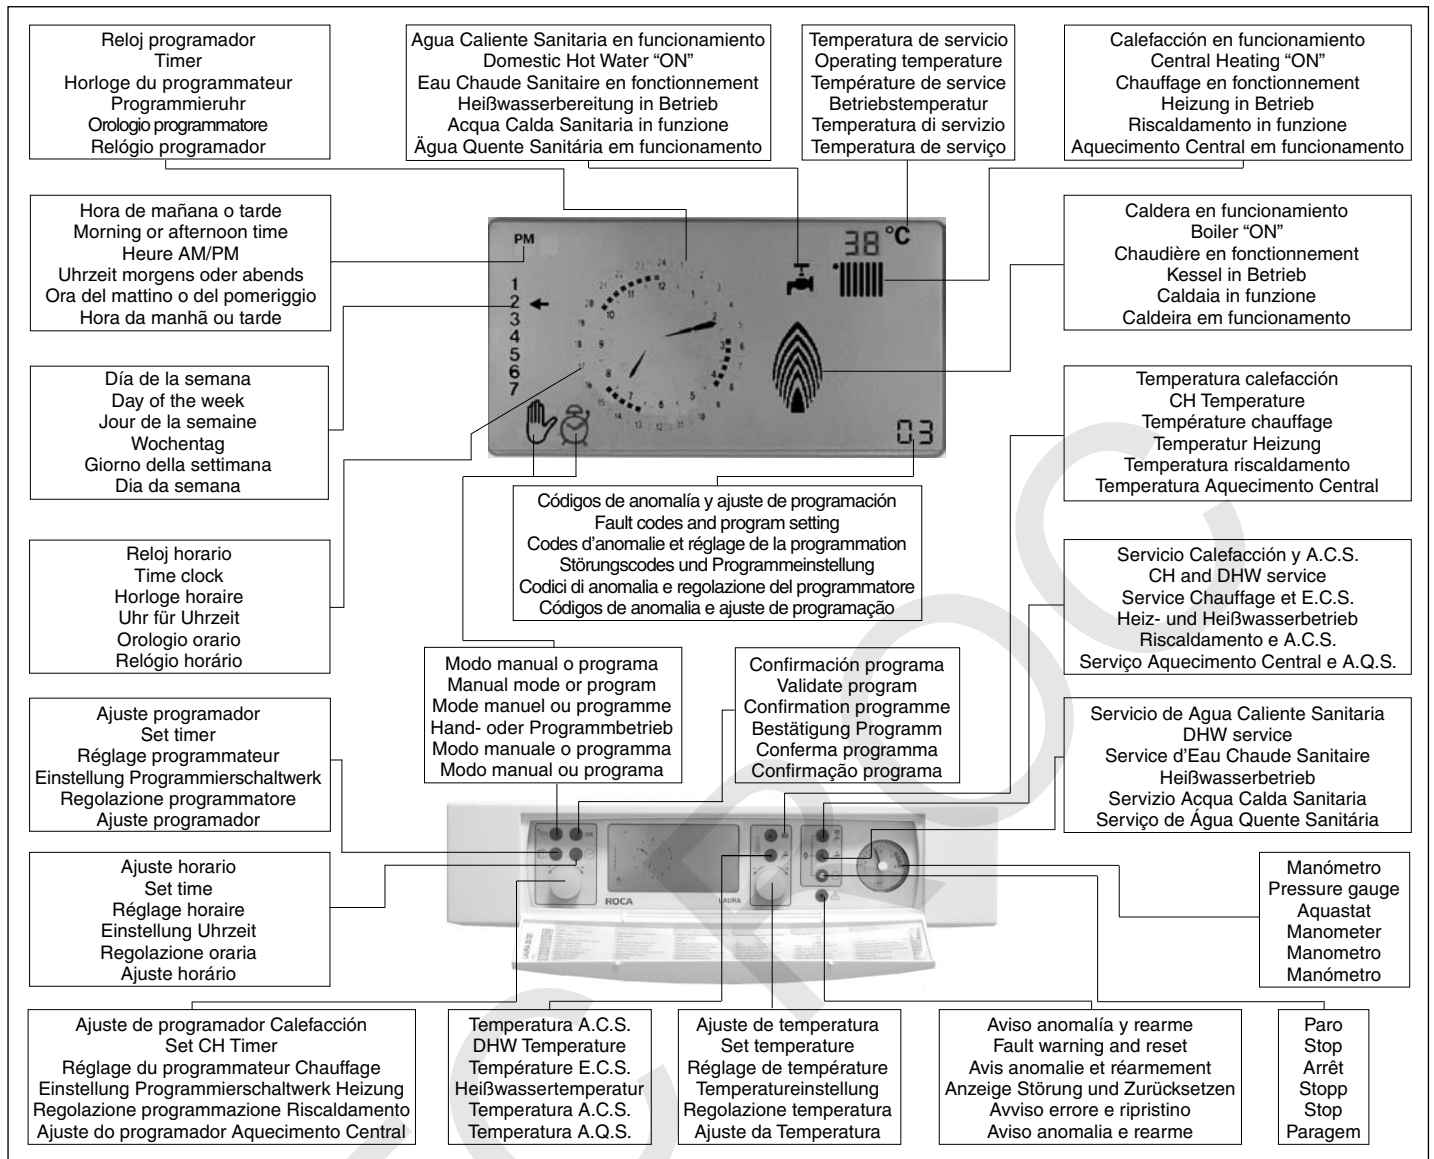 Reloj programador
Timer
Horloge du programmateur
Programmieruhr
Orologio programmatore
Relógio programador
Agua Caliente Sanitaria en funcionamiento
Domestic Hot Water “ON”
Eau Chaude Sanitaire en fonctionnement
Heißwasserbereitung in Betrieb
Acqua Calda Sanitaria in funzione
Ägua Quente Sanitária em funcionamento
Temperatura de servicio
Operating temperature
Température de service
Betriebstemperatur
Temperatura di servizio
Temperatura de serviço
Calefacción en funcionamiento
Central Heating “ON”
Chauffage en fonctionnement
Heizung in Betrieb
Riscaldamento in funzione
Aquecimento Central em funcionamento
Hora de mañana o tarde
Morning or afternoon time
Heure AM/PM
Uhrzeit morgens oder abends
Ora del mattino o del pomeriggio
Hora da manhã ou tarde
PM
38 °C
1
2
3
4
5
6
7
03
Caldera en funcionamiento
Boiler “ON”
Chaudière en fonctionnement
Kessel in Betrieb
Caldaia in funzione
Caldeira em funcionamento
Día de la semana
Day of the week
Jour de la semaine
Wochentag
Giorno della settimana
Dia da semana
Temperatura calefacción
CH Temperature
Température chauffage
Temperatur Heizung
Temperatura riscaldamento
Temperatura Aquecimento Central
Códigos de anomalía y ajuste de programación
Fault codes and program setting
Codes d’anomalie et réglage de la programmation
Störungscodes und Programmeinstellung
Codici di anomalia e regolazione del programmatore
Códigos de anomalia e ajuste de programação
Reloj horario
Time clock
Horloge horaire
Uhr für Uhrzeit
Orologio orario
Relógio horário
Servicio Calefacción y A.C.S.
CH and DHW service
Service Chauffage et E.C.S.
Heiz- und Heißwasserbetrieb
Riscaldamento e A.C.S.
Serviço Aquecimento Central e A.Q.S.
Modo manual o programa
Manual mode or program
Mode manuel ou programme
Hand- oder Programmbetrieb
Modo manuale o programma
Modo manual ou programa
Confirmación programa
Validate program
Confirmation programme
Bestätigung Programm
Conferma programma
Confirmação programa
Ajuste programador
Set timer
Réglage programmateur
Einstellung Programmierschaltwerk
Regolazione programmatore
Ajuste programador
Servicio de Agua Caliente Sanitaria
DHW service
Service d’Eau Chaude Sanitaire
Heißwasserbetrieb
Servizio Acqua Calda Sanitaria
Serviço de Água Quente Sanitária
ROCA
LAURA
LAURA 20/20
Ajuste horario
Set time
Réglage horaire
Einstellung Uhrzeit
Regolazione oraria
Ajuste horário
Manómetro
Pressure gauge
Aquastat
Manometer
Manometro
Manómetro
Ajuste de programador Calefacción
Set CH Timer
Réglage du programmateur Chauffage
Einstellung Programmierschaltwerk Heizung
Regolazione programmazione Riscaldamento
Ajuste do programador Aquecimento Central
Temperatura A.C.S.
DHW Temperature
Température E.C.S.
Heißwassertemperatur
Temperatura A.C.S.
Temperatura A.Q.S.
Ajuste de temperatura
Set temperature
Réglage de température
Temperatureinstellung
Regolazione temperatura
Ajuste da Temperatura
Aviso anomalía y rearme
Fault warning and reset
Avis anomalie et réarmement
Anzeige Störung und Zurücksetzen
Avviso errore e ripristino
Aviso anomalia e rearme
Paro
Stop
Arrêt
Stopp
Stop
Paragem